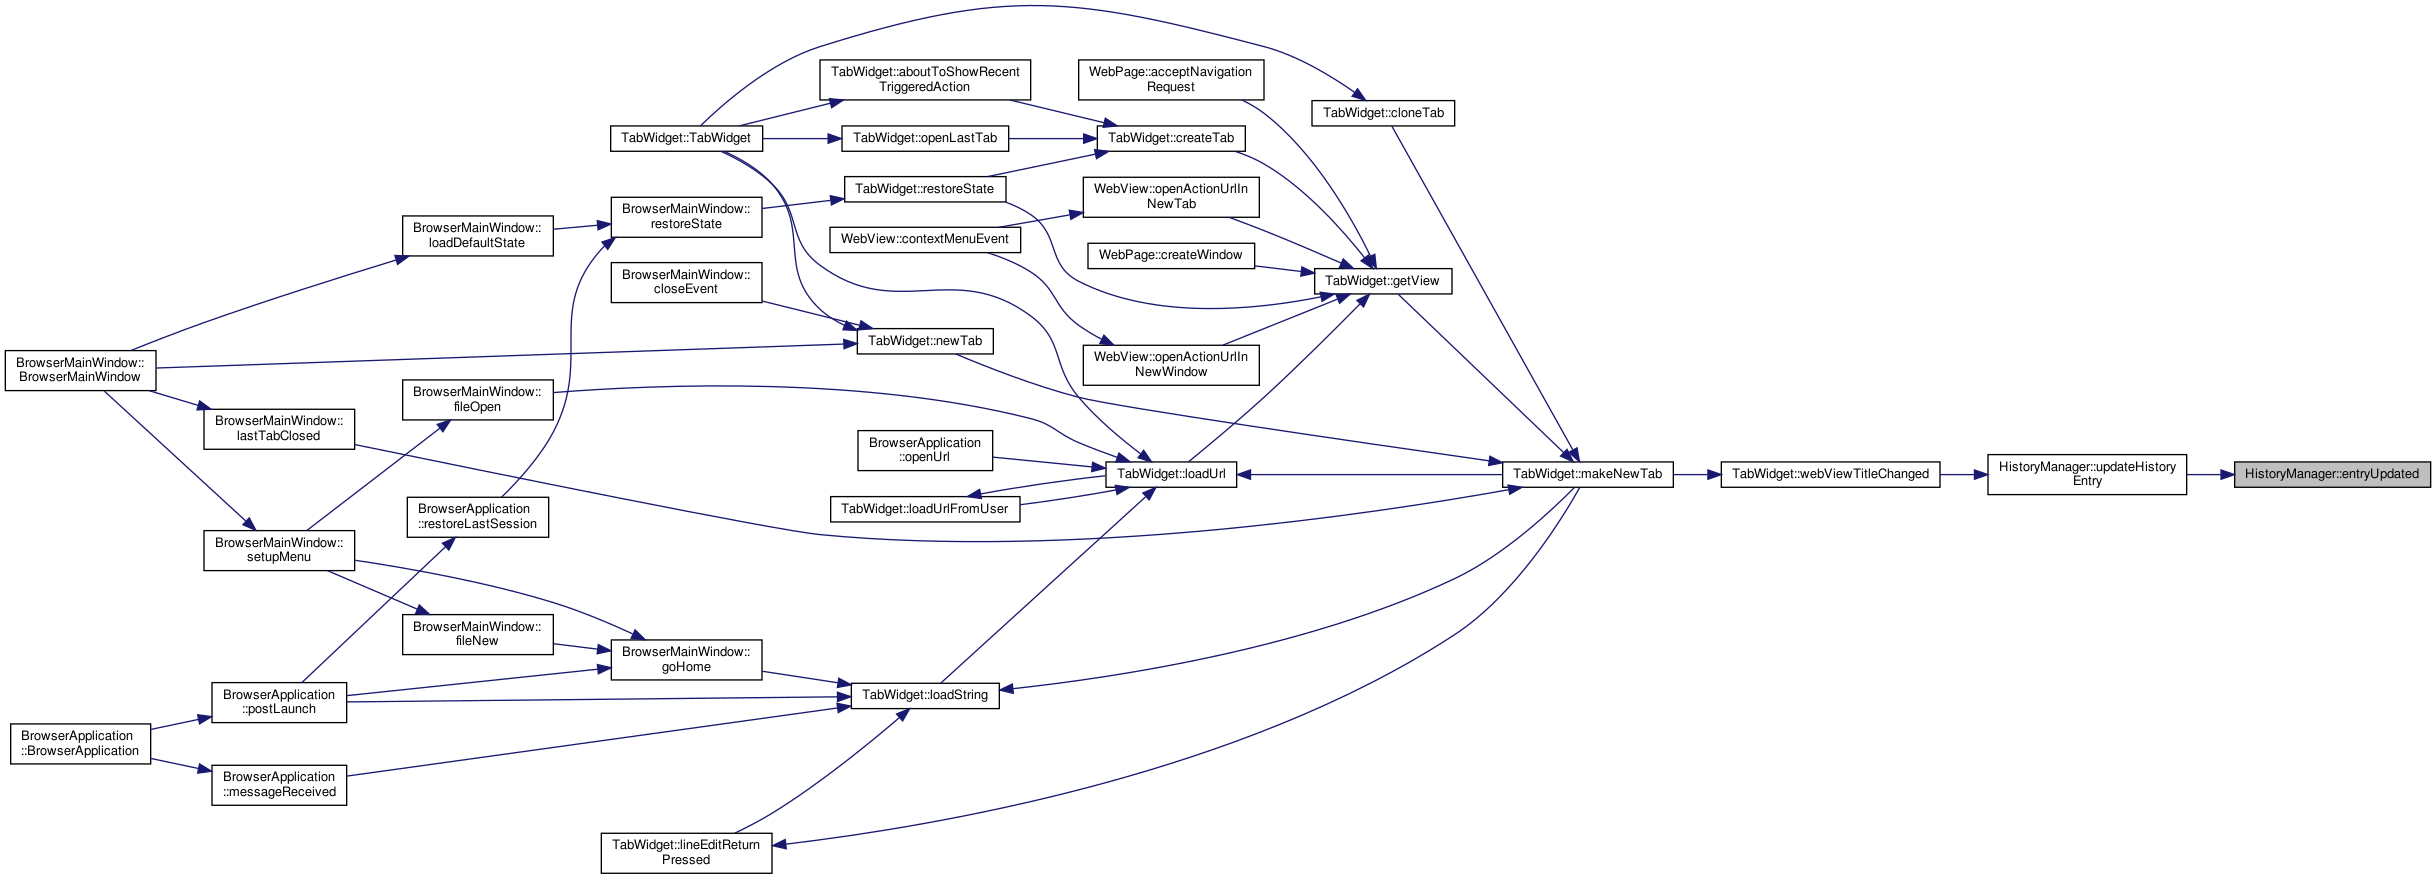 TabWidget::aboutToShowRecent
TriggeredAction
WebPage::acceptNavigation
Request
TabWidget::cloneTab
TabWidget::TabWidget
TabWidget::openLastTab
TabWidget::createTab
TabWidget::restoreState
WebView::openActionUrlIn
NewTab
BrowserMainWindow::
restoreState
BrowserMainWindow::
loadDefaultState
WebView::contextMenuEvent
WebPage::createWindow
BrowserMainWindow::
closeEvent
TabWidget::getView
TabWidget::newTab
BrowserMainWindow::
BrowserMainWindow
WebView::openActionUrlIn
NewWindow
BrowserMainWindow::
fileOpen
BrowserMainWindow::
lastTabClosed
BrowserApplication
::openUrl
TabWidget::loadUrl
TabWidget::makeNewTab
TabWidget::webViewTitleChanged
HistoryManager::updateHistory
Entry
HistoryManager::entryUpdated
TabWidget::loadUrlFromUser
BrowserApplication
::restoreLastSession
BrowserMainWindow::
setupMenu
BrowserMainWindow::
fileNew
BrowserMainWindow::
goHome
BrowserApplication
::postLaunch
TabWidget::loadString
BrowserApplication
::BrowserApplication
BrowserApplication
::messageReceived
TabWidget::lineEditReturn
Pressed